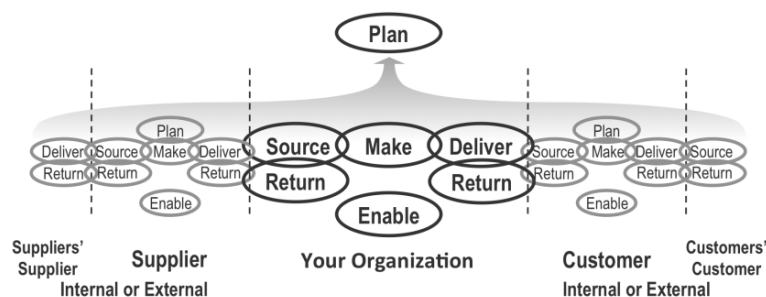 Plan
Plan
Plan
Deliver Source Make Deliver Source Make Deliver Source Make Deliver Source
Return Return Return Return Return Return Return Return
Enable Enable Enable
Suppliers' Supplier Your Organization Customer Customers'
Supplier Customer
Internal or External Internal or External